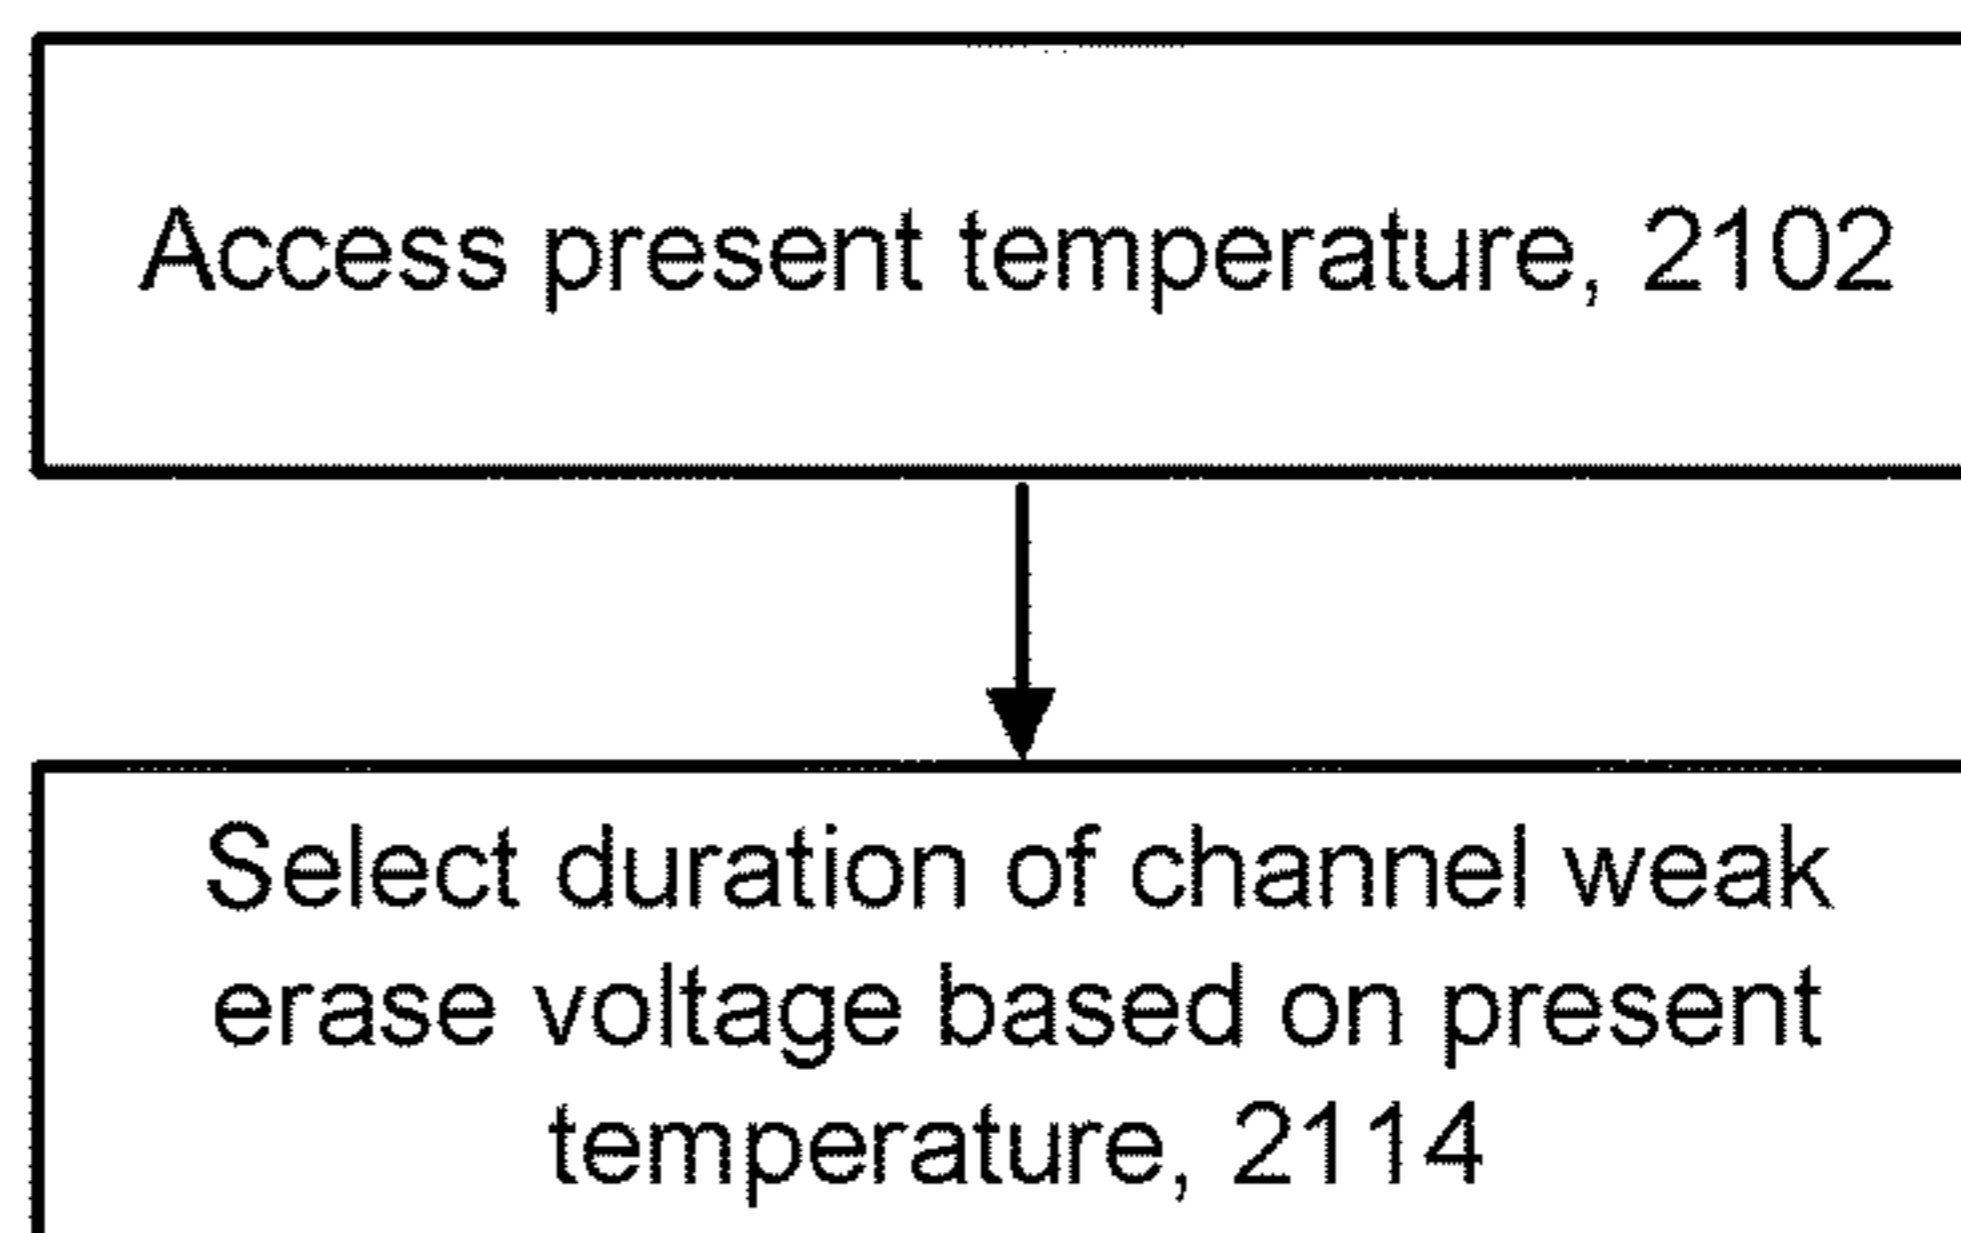 Access present temperature, 2102
Select duration of channel weak
erase voltage based on present
temperature, 2114